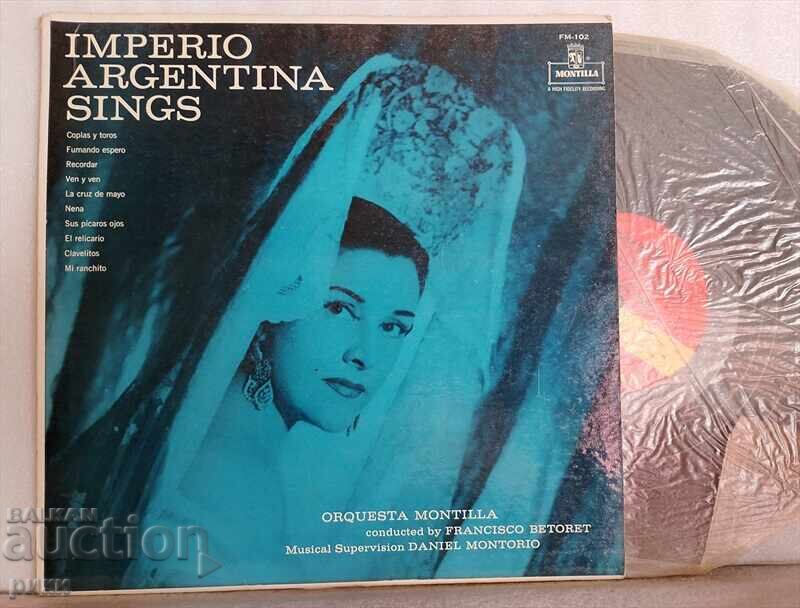 IMPERIO
ARGENTINA
SINGS
Coplas y toros
Fumando espero
Recordar
Ven y ven
La cruz de mayo
Nena
Sus pícaros ojos
El relicario
Clavelitos
Mi ranchito
FM-102
MONTILLA
A HIGH FIDELITY RECORDING
ORQUESTA MONTILLA
conducted by FRANCISCO BETORET
Musical Supervision DANIEL MONTORIO
BALKAN
auction
рики